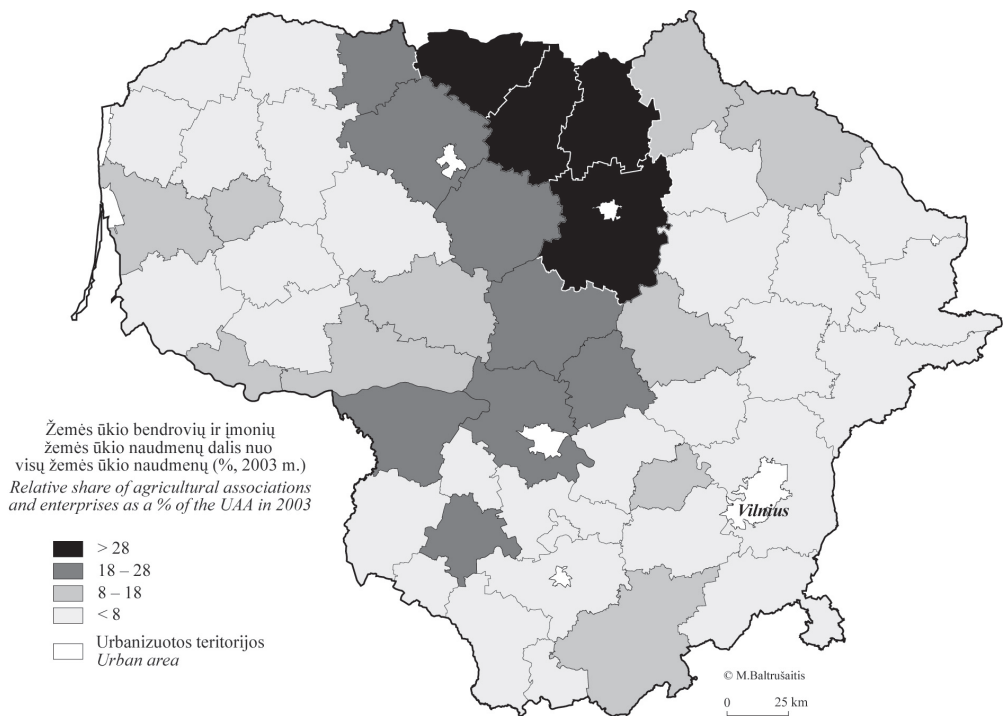 Žemės ūkio bendrovių ir įmonių
žemės ūkio naudmenų dalis nuo
visų žemės ūkio naudmenų (%, 2003 m.)
Relative share of agricultural associations
and enterprises as a % of the UAA in 2003
> 28
18 – 28
8 – 18
< 8
Urbanizuotos teritorijos
Urban area
Vilnius
© M.Baltrušaitis
0 25 km